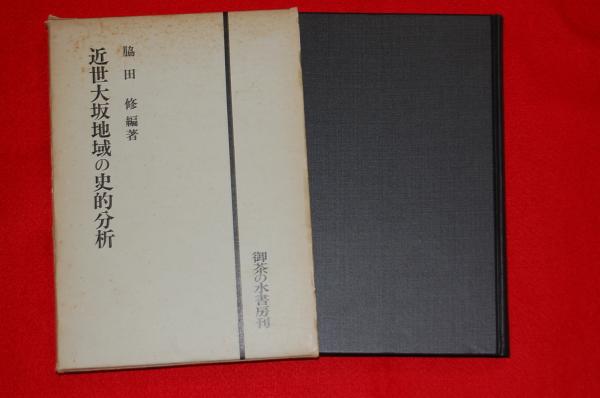 近世大坂地域の史的分析
脇田修編著
御茶の水書房刊